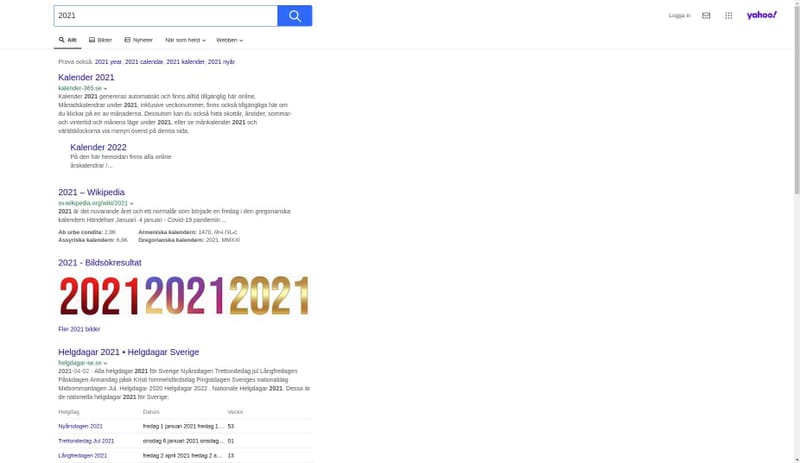 2021
Logga in
yahoo!
Allt Bilder Nyheter När som helst Webben
Prova också: 2021 year, 2021 calendar, 2021 kalender, 2021 nyår
Kalender 2021
kalender-365.se
Kalender 2021 genereras automatiskt och finns alltid tillgänglig här online.
Månadskalendrar under 2021, inklusive veckonummer, finns också tillgängliga här om
du klickar på en av månaderna. Dessutom kan du också hitta skottår, årstider, sommar-
och vintertid och månens läge under 2021, eller se månkalender 2021 och
världsklockorna via menyn överst på denna sida.
Kalender 2022
På den här hemsidan finns alla online
årskalendrar /...
2021 – Wikipedia
sv.wikipedia.org/wiki/2021
2021 är det nuvarande året och ett normalår som började en fredag i den gregorianska
kalendern Händelser Januari. 4 januari - Covid-19 pandemin:...
Ab urbe condita: 2,8K Armeniska kalendern: 1470,
Assyriska kalendern: 6,8K Gregorianska kalendern: 2021, MMXXI
2021 - Bildsökresultat
2021 2021 2021
Fler 2021 bilder
Helgdagar 2021 • Helgdagar Sverige
helgdagar-se.se
2021-04-02 · Alla helgdagar 2021 för Sverige Nyårsdagen Trettondedag jul Långfredagen
Påskdagen Annandag påsk Kristi himmelsfärdsdag Pingstdagen Sveriges nationaldag
Midsommardagen Jul. Helgdagar 2020 Helgdagar 2022 . Nationale Helgdagar 2021. Dessa är
de nationella helgdagar 2021 för Sverige:
Helgdag Datum Vecka
Nyårsdagen 2021 fredag 1 januari 2021 fredag 1... 53
Trettondedag Jul 2021 onsdag 6 januari 2021 onsdag... 01
Långfredagen 2021 fredag 2 april 2021 fredag 2 a... 13